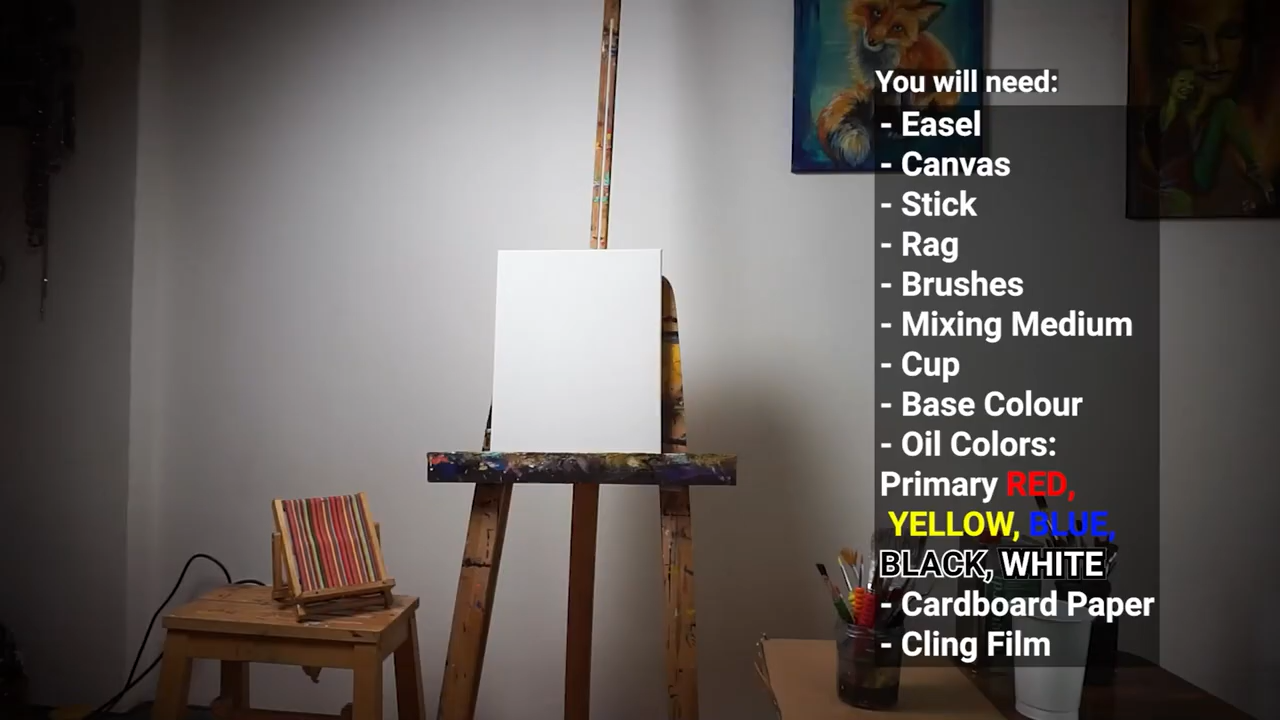 You will need:
- Easel
- Canvas
- Stick
- Rag
- Brushes
- Mixing Medium
- Cup
- Base Colour
- Oil Colors:
Primary RED,
YELLOW, BLUE,
BLACK, WHITE
- Cardboard Paper
- Cling Film